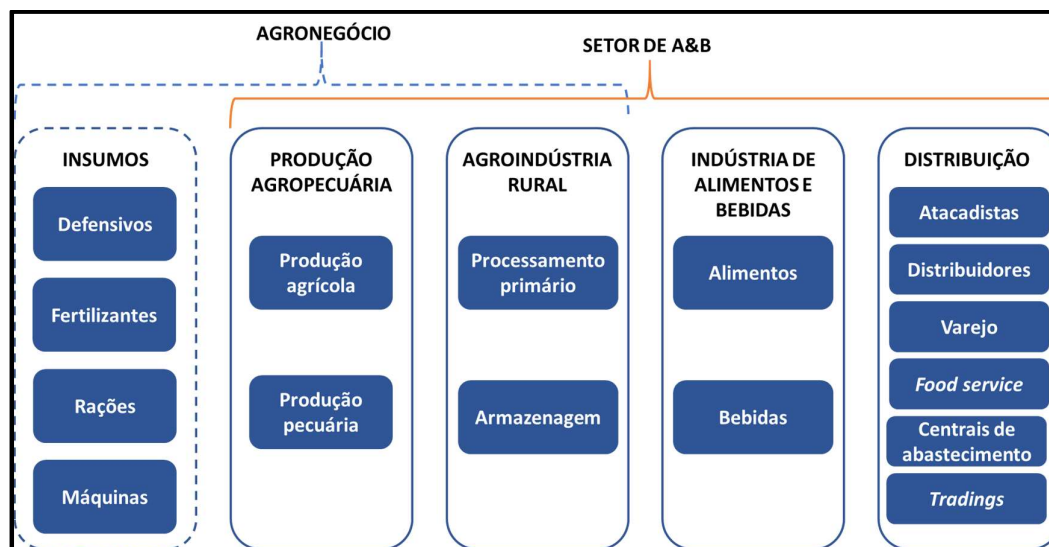 AGRONEGÓCIO
SETOR DE A&B
INSUMOS
Defensivos
Fertilizantes
Rações
Máquinas
PRODUÇÃO
AGROPECUÁRIA
Produção
agrícola
Produção
pecuária
AGROINDÚSTRIA
RURAL
Processamento
primário
Armazenagem
INDÚSTRIA DE
ALIMENTOS E
BEBIDAS
Alimentos
Bebidas
DISTRIBUIÇÃO
Atacadistas
Distribuidores
Varejo
Food service
Centrais de
abastecimento
Tradings